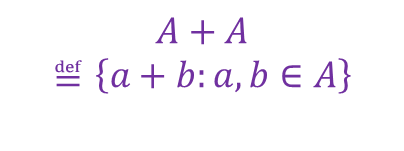 A + A
≝ {a + b: a, b ∈ A}